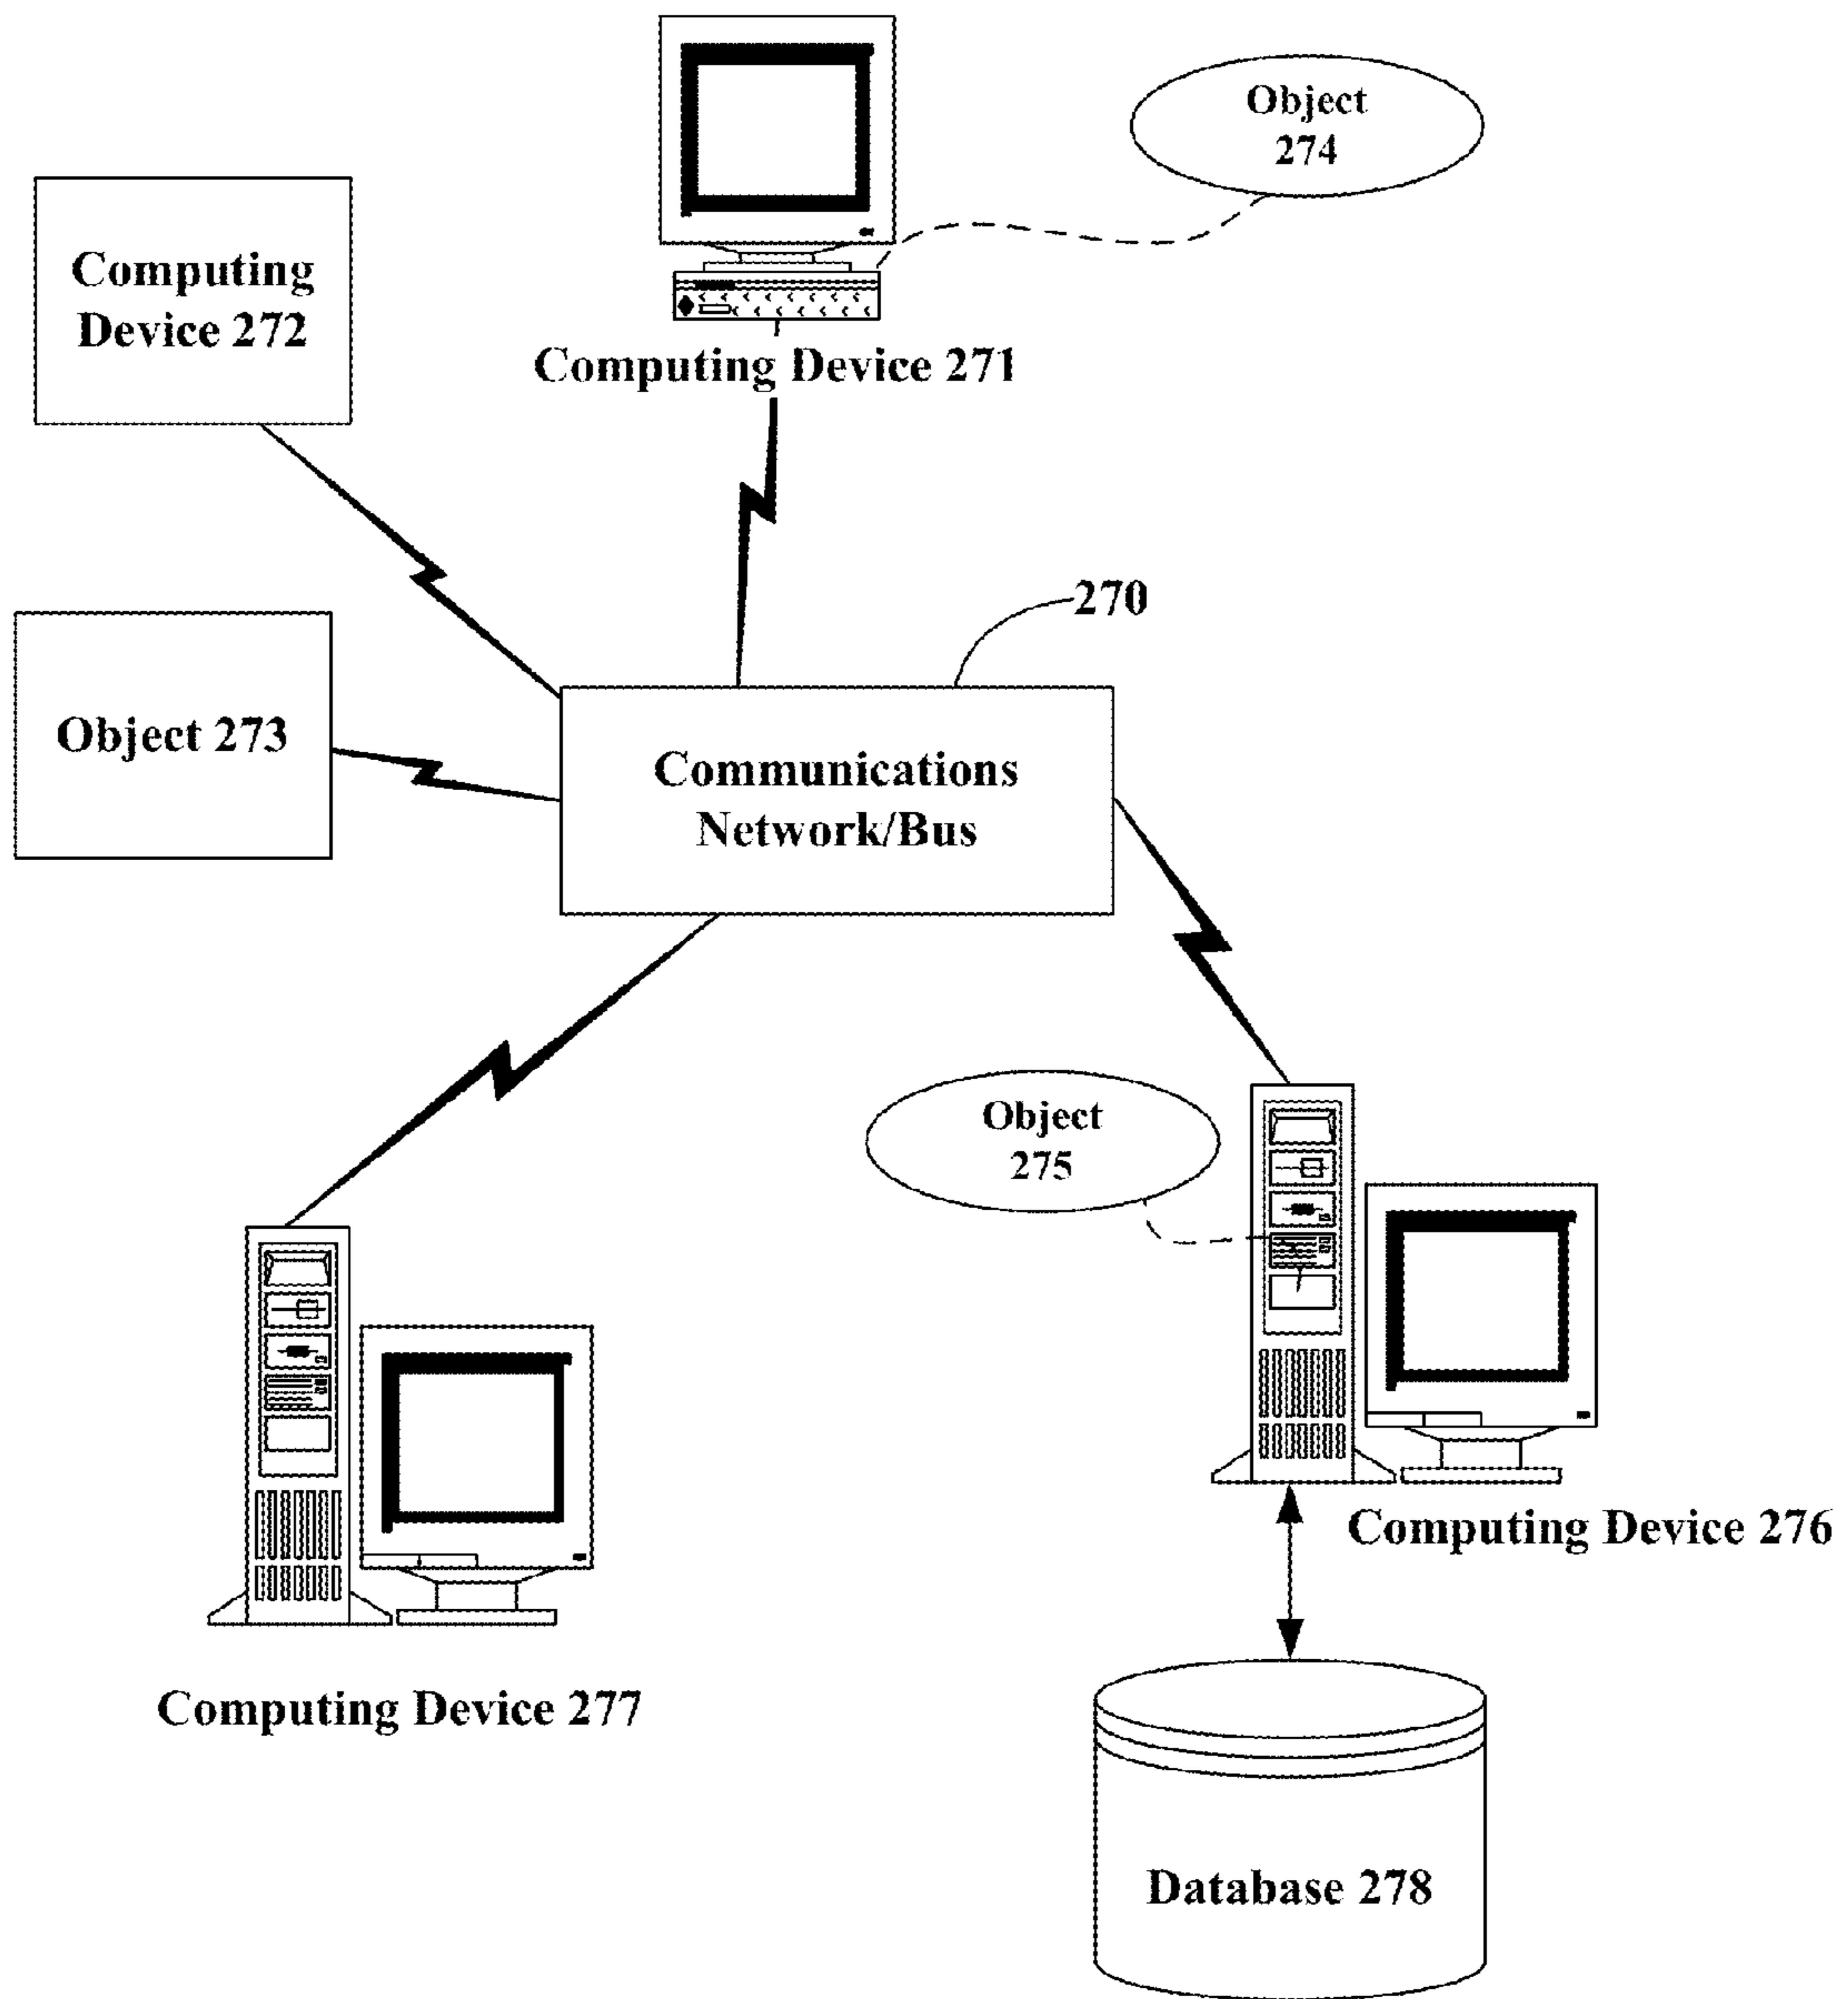 Object
274
Computing
Device 272
Computing Device 271
270
Object 273
Communications
Network/Bus
Object
275
Computing Device 276
Computing Device 277
Database 278